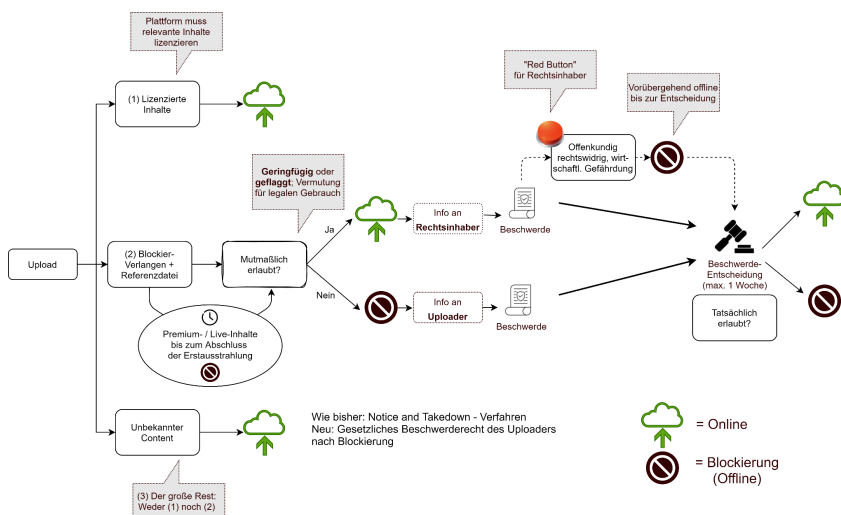 Plattform muss
relevante Inhalte
lizenzieren
(1) Lizenzierte
Inhalte
"Red Button"
für Rechtsinhaber
Vorübergehend offline
bis zur Entscheidung
Offenkundig
rechtswidrig, wirt-
schaftl. Gefährdung
Geringfügig oder
geflaggt; Vermutung
für legalen Gebrauch
Ja
Info an
Rechtsinhaber
Beschwerde
Upload
(2) Blockier-
Verlangen +
Referenzdatei
Mutmaßlich
erlaubt?
Nein
Info an
Uploader
Beschwerde
Beschwerde-
Entscheidung
(max. 1 Woche)
Tatsächlich
erlaubt?
Premium- / Live-Inhalte
bis zum Abschluss
der Erstausstrahlung
Unbekannter
Content
Wie bisher: Notice and Takedown - Verfahren
Neu: Gesetzliches Beschwerderecht des Uploaders
nach Blockierung
= Online
= Blockierung
(Offline)
(3) Der große Rest:
Weder (1) noch (2)